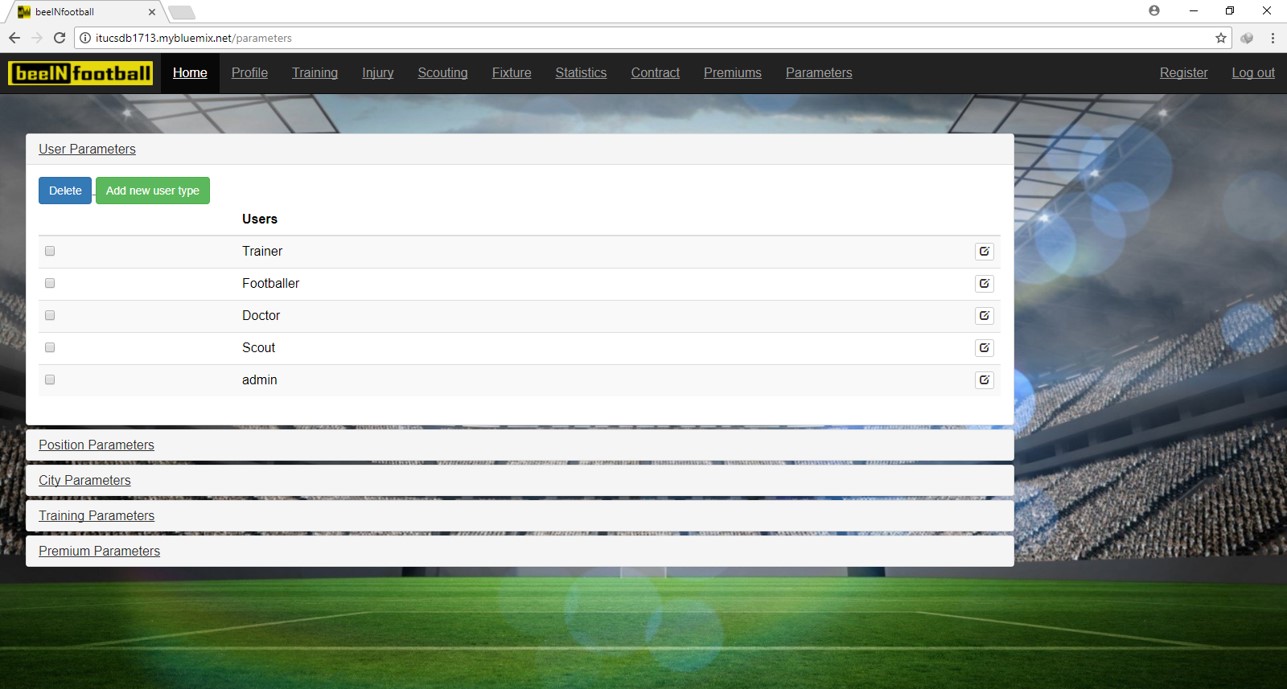 beeINfootball
itucsdb1713.mybluemix.net/parameters
beeINfootball Home Profile Training Injury Scouting Fixture Statistics Contract Premiums Parameters Register Log out
User Parameters
Delete Add new user type
Users
Trainer
Footballer
Doctor
Scout
admin
Position Parameters
City Parameters
Training Parameters
Premium Parameters